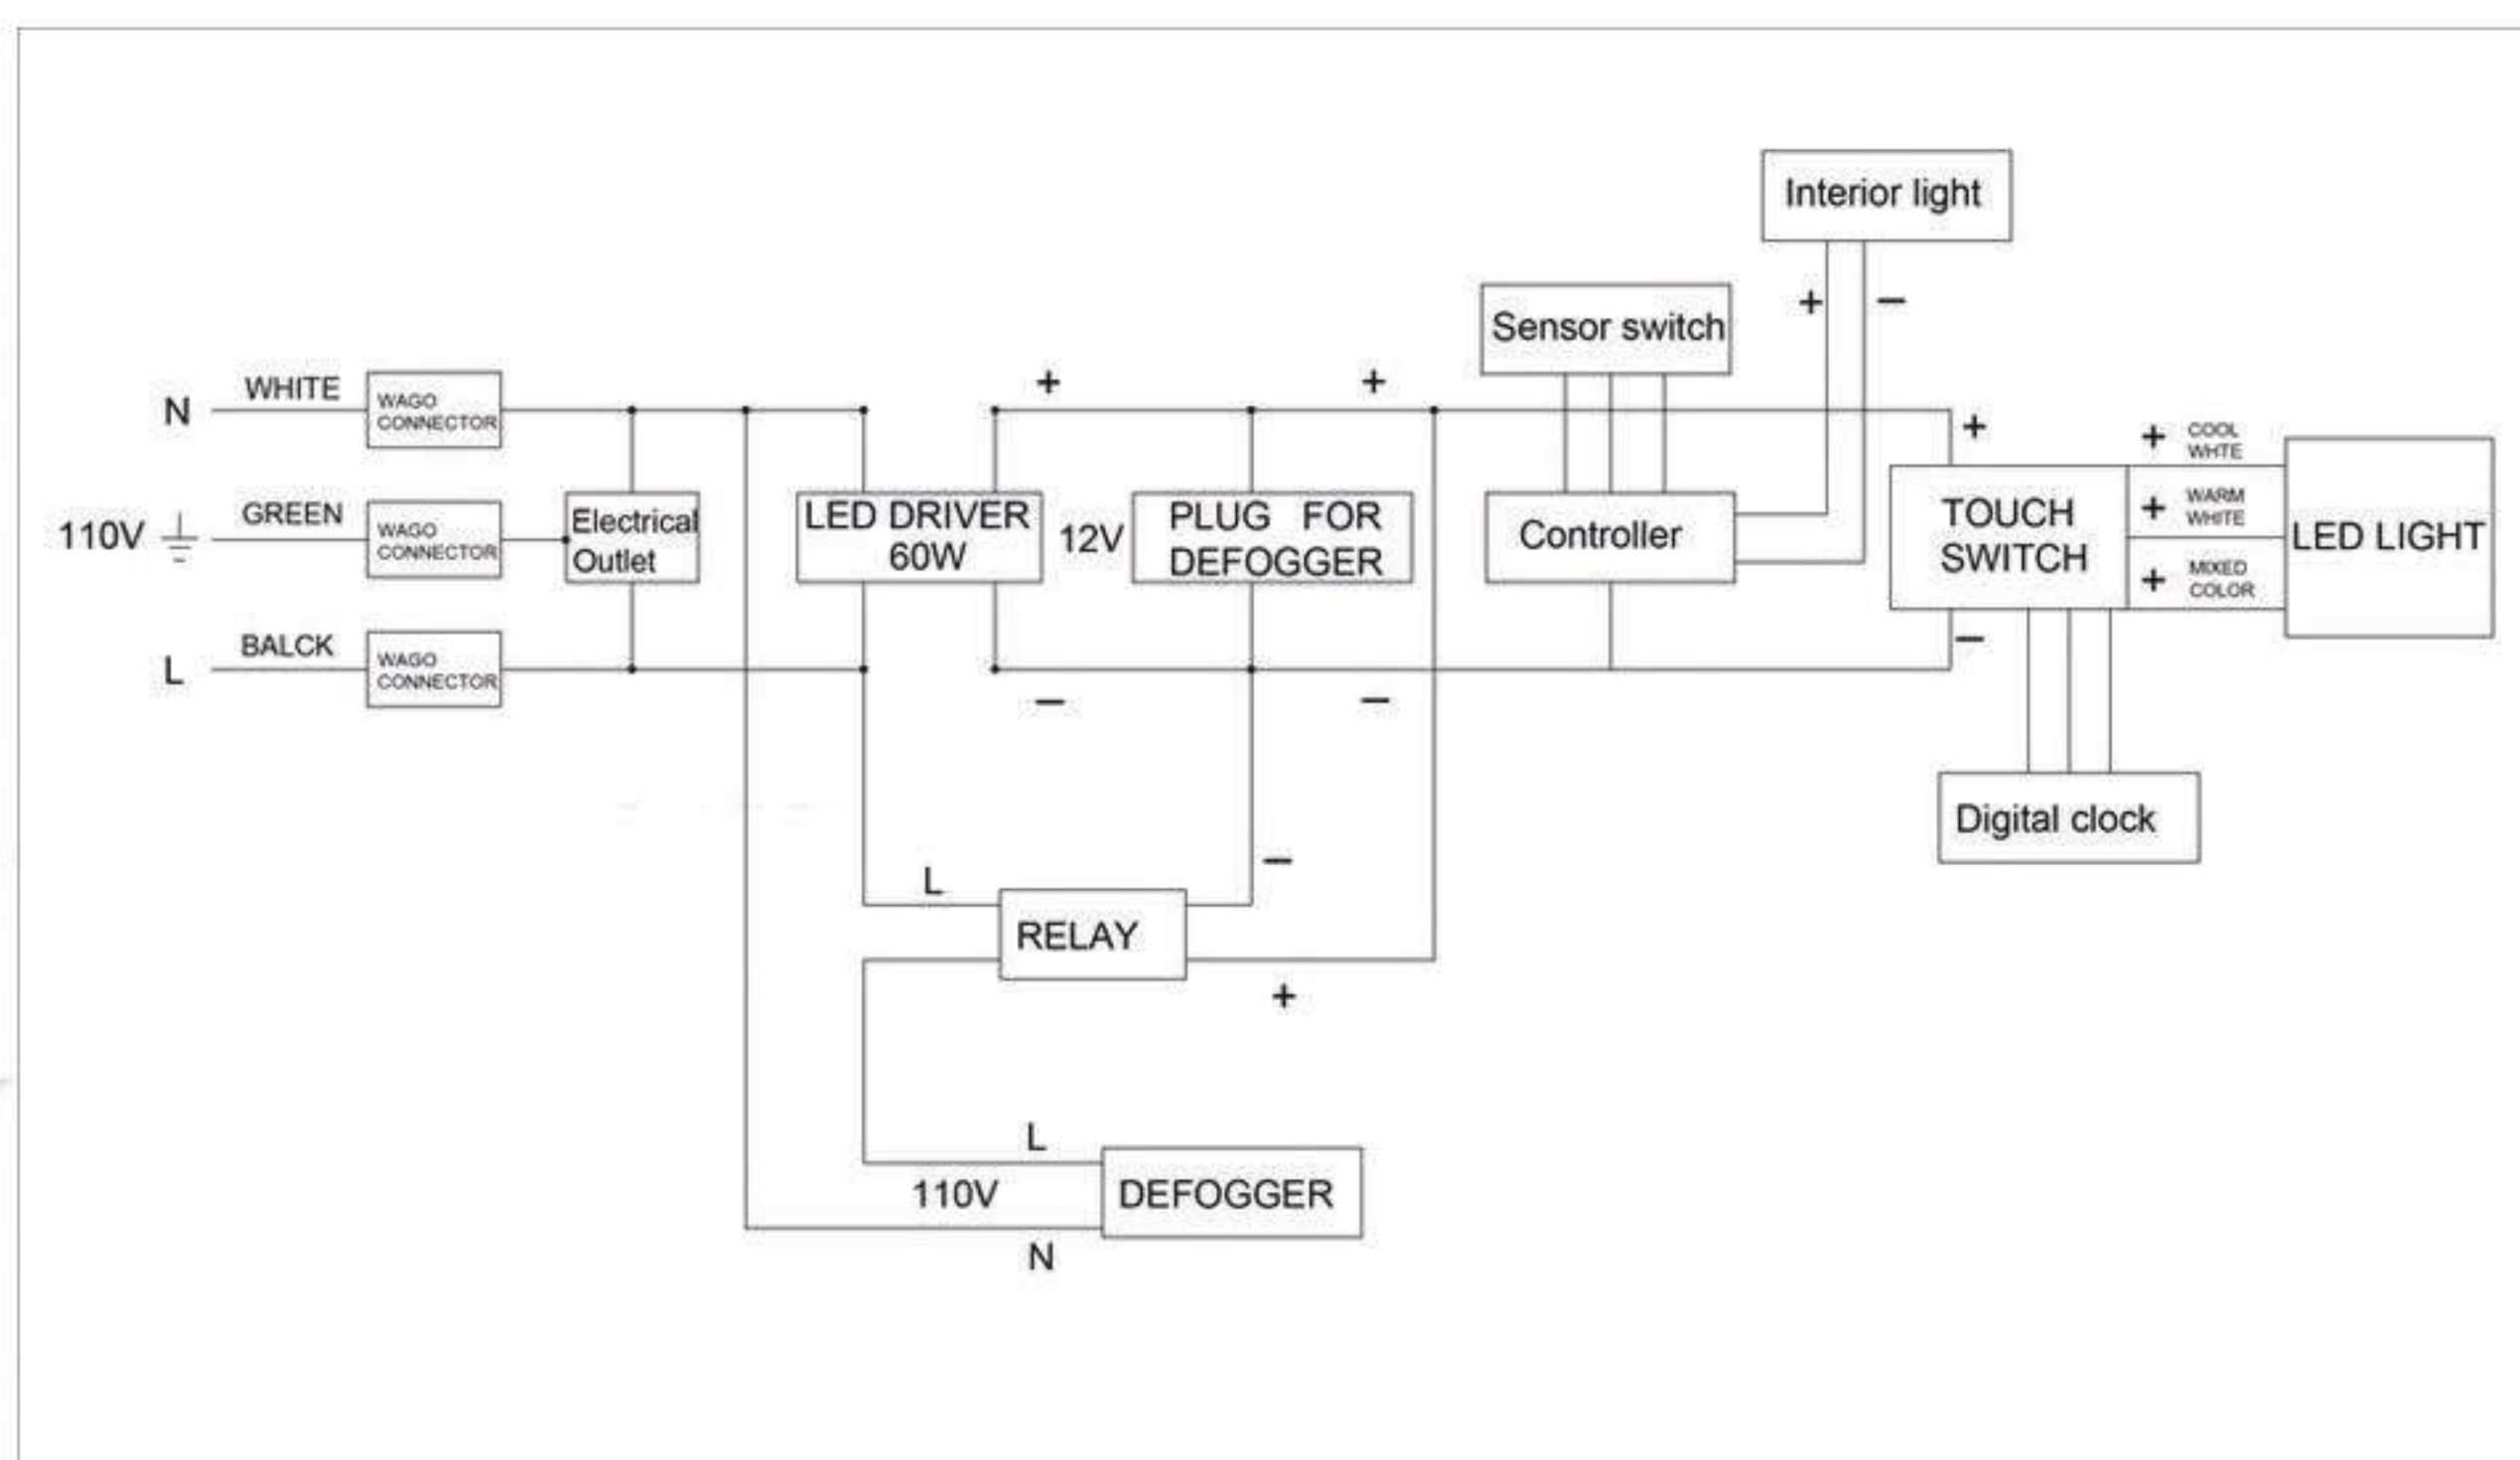 Interior light
+ −
Sensor switch
N WHITE
WAGO
CONNECTOR
+ +
110V GREEN
WAGO
CONNECTOR
Electrical
Outlet
LED DRIVER
60W
12V
PLUG FOR
DEFOGGER
Controller
+
TOUCH
SWITCH
−
+ COOL
WHTE
+ WARM
WHITE
+ MIXED
COLOR
LED LIGHT
L BALCK
WAGO
CONNECTOR
− −
Digital clock
L
RELAY
−
+
L
110V
N
DEFOGGER